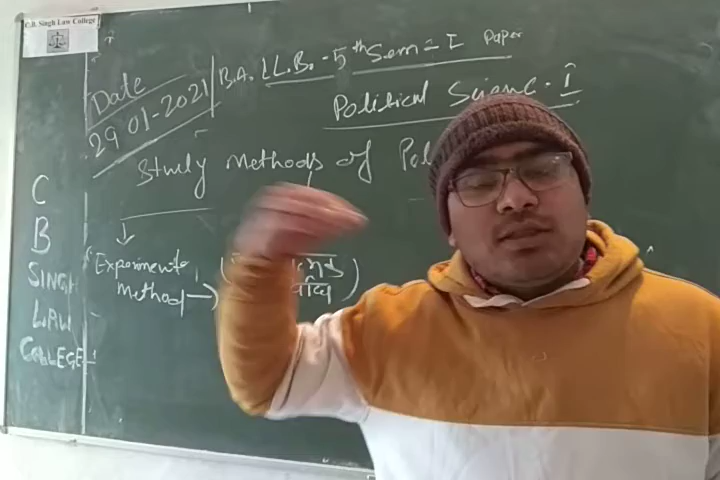 C.B. Singh Law College
Date
29-01-2021
B.A. LL.B. - 5th Sem = I Paper
Political Science - I
Study Methods of Pol
C
B
SINGH
LAW
COLLEGE
Method →